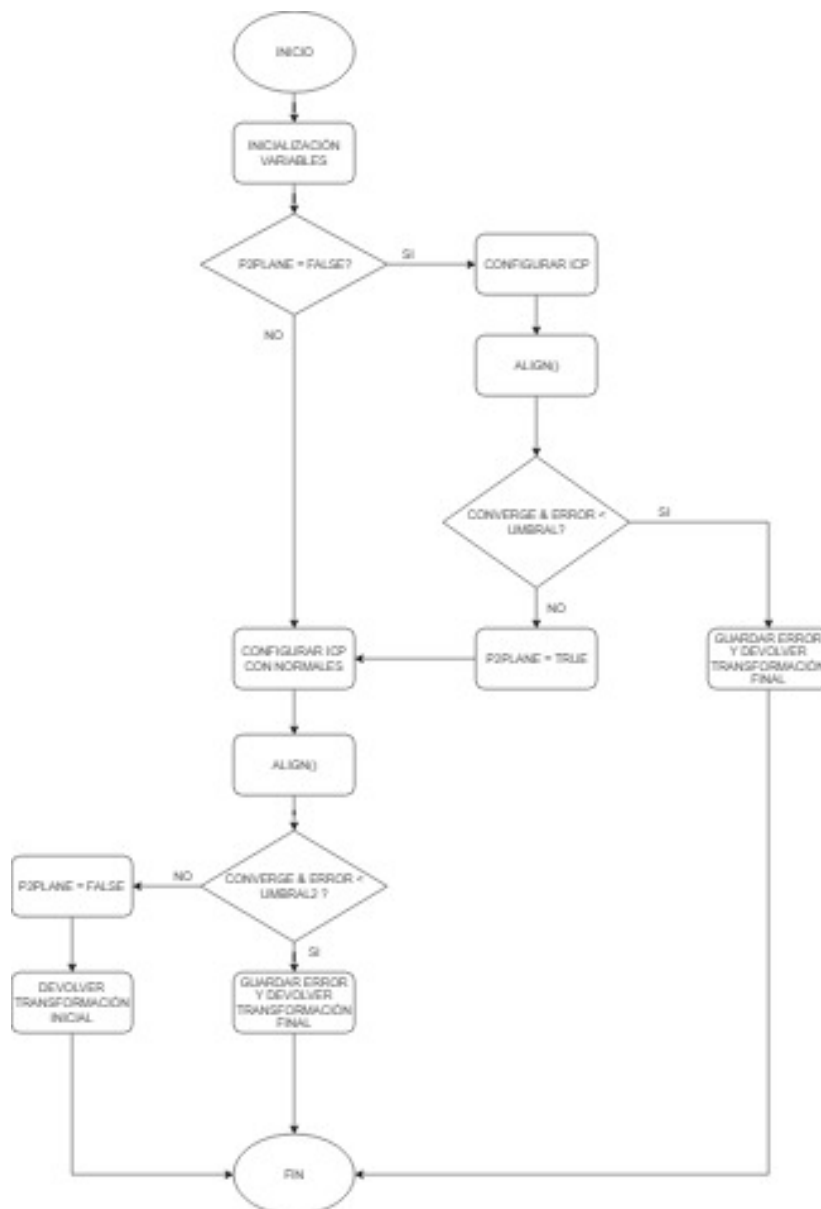 INICIO
INICIALIZACIÓN
VARIABLES
P2PLANE = FALSE?
SI
CONFIGURAR ICP
NO
ALIGN()
CONVERGE & ERROR <
UMBRAL?
SI
NO
CONFIGURAR ICP
CON NORMALES
P2PLANE = TRUE
GUARDAR ERROR
Y DEVOLVER
TRANSFORMACIÓN
FINAL
ALIGN()
CONVERGE & ERROR <
UMBRAL2 ?
NO
P2PLANE = FALSE
SI
DEVOLVER
TRANSFORMACIÓN
INICIAL
GUARDAR ERROR
Y DEVOLVER
TRANSFORMACIÓN
FINAL
FIN